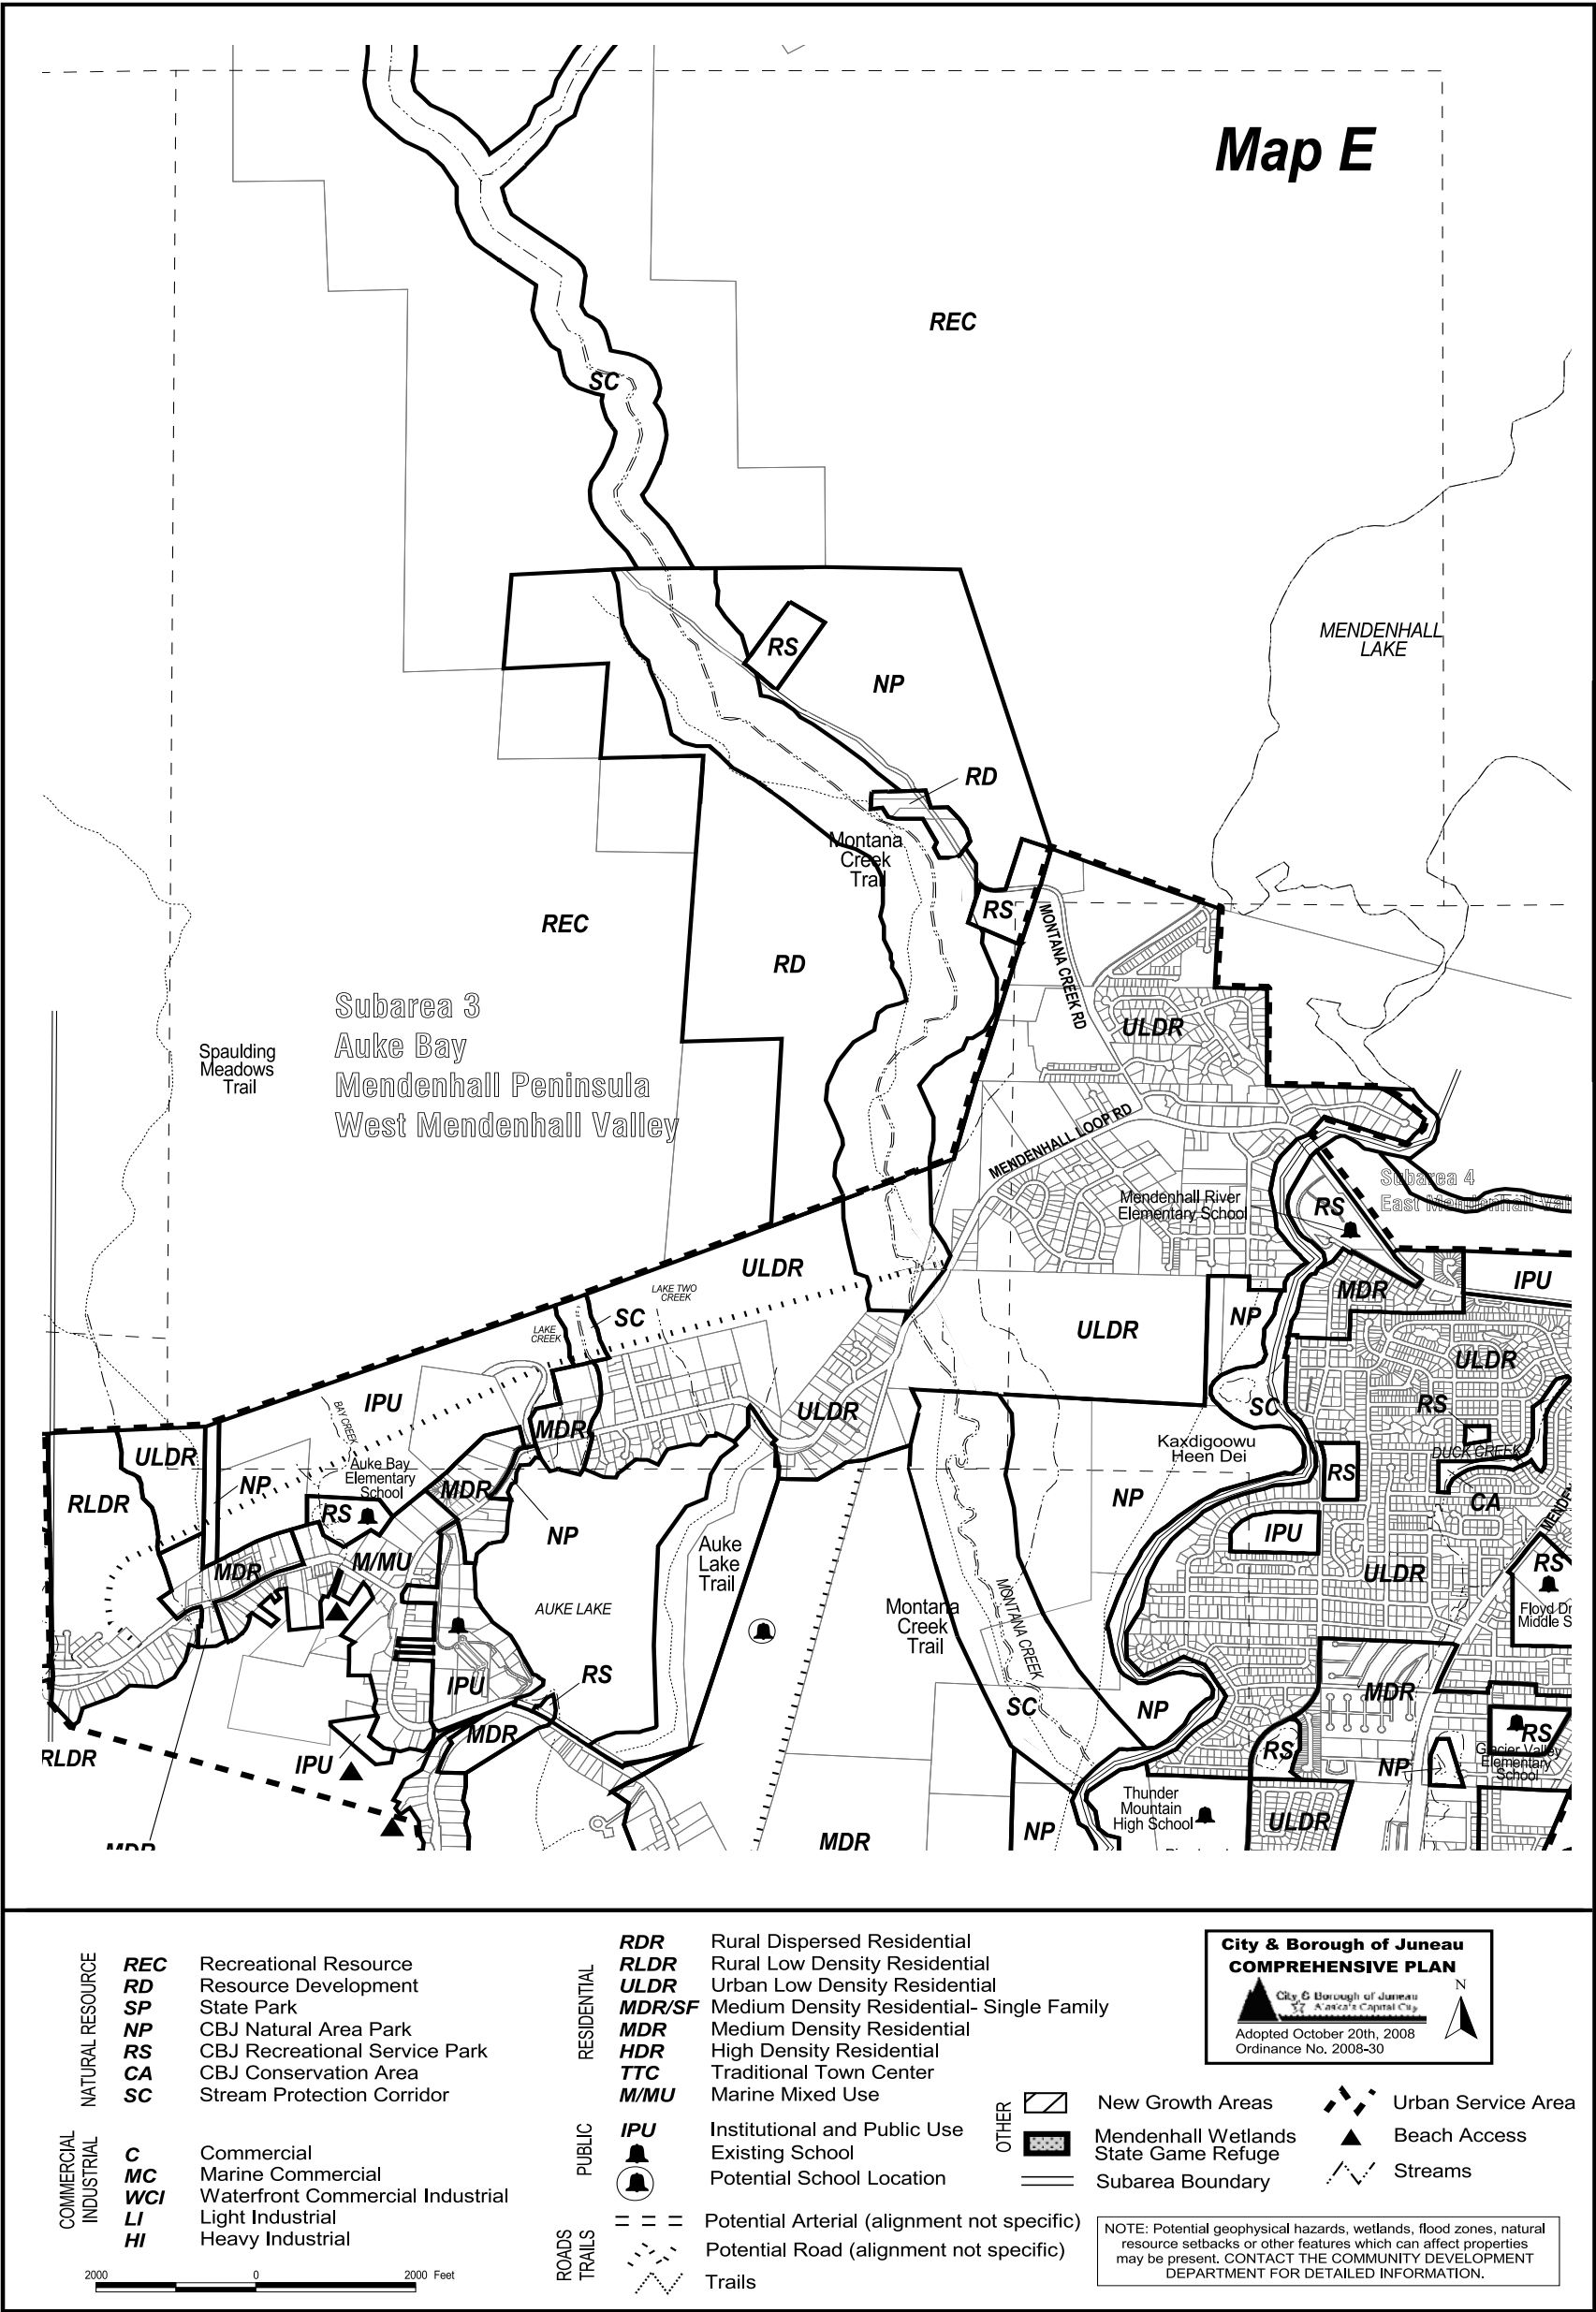 Map E
REC
SC
MENDENHALL
LAKE
RS
NP
RD
Montana
Creek
Trail
RS
MONTANA CREEK RD
REC
RD
Subarea 3
Auke Bay
Mendenhall Peninsula
West Mendenhall Valley
Spaulding
Meadows
Trail
ULDR
MENDENHALL LOOP RD
Mendenhall River
Elementary School
Subarea 4
East Mendenhall Val
RS
ULDR
LAKE TWO
CREEK
SC
LAKE
CREEK
IPU
MDR
NP
ULDR
ULDR
IPU
BAY CREEK
MDR
ULDR
SC
RS
Kaxdigoowu
Heen Dei
DUCK CREEK
ULDR
NP
Auke Bay
Elementary
School
MDR
RLDR
RS
NP
RS
CA
MENDE
IPU
NP
M/MU
MDR
Auke
Lake
Trail
ULDR
RS
Floyd Dr
Middle S
AUKE LAKE
MONTANA CREEK
Montana
Creek
Trail
IPU
RS
SC
NP
MDR
MDR
RS
RS
Glacier Valley
Elementary
School
NP
RLDR
IPU
Thunder
Mountain
High School
ULDR
MDR
NP
MDR
NATURAL RESOURCE
REC Recreational Resource
RD Resource Development
SP State Park
NP CBJ Natural Area Park
RS CBJ Recreational Service Park
CA CBJ Conservation Area
SC Stream Protection Corridor
COMMERCIAL
INDUSTRIAL
C Commercial
MC Marine Commercial
WCI Waterfront Commercial Industrial
LI Light Industrial
HI Heavy Industrial
2000 0 2000 Feet
RESIDENTIAL
RDR Rural Dispersed Residential
RLDR Rural Low Density Residential
ULDR Urban Low Density Residential
MDR/SF Medium Density Residential- Single Family
MDR Medium Density Residential
HDR High Density Residential
TTC Traditional Town Center
M/MU Marine Mixed Use
PUBLIC
IPU Institutional and Public Use
Existing School
Potential School Location
ROADS
TRAILS
Potential Arterial (alignment not specific)
Potential Road (alignment not specific)
Trails
OTHER
New Growth Areas
Mendenhall Wetlands
State Game Refuge
Subarea Boundary
Urban Service Area
Beach Access
Streams
City & Borough of Juneau
COMPREHENSIVE PLAN
City & Borough of Juneau
Alaska's Capital City
N
Adopted October 20th, 2008
Ordinance No. 2008-30
NOTE: Potential geophysical hazards, wetlands, flood zones, natural
resource setbacks or other features which can affect properties
may be present. CONTACT THE COMMUNITY DEVELOPMENT
DEPARTMENT FOR DETAILED INFORMATION.